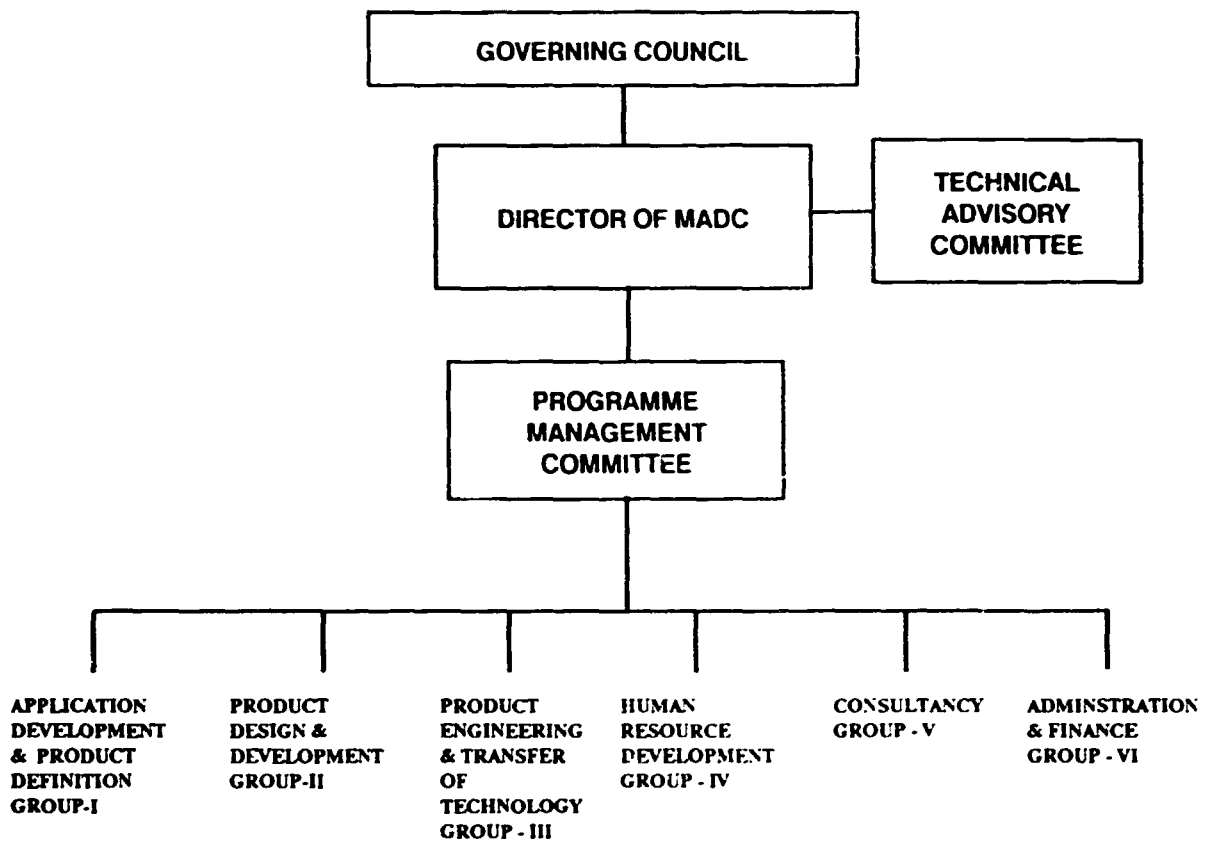 GOVERNING COUNCIL
DIRECTOR OF MADC
TECHNICAL
ADVISORY
COMMITTEE
PROGRAMME
MANAGEMENT
COMMITTEE
APPLICATION
DEVELOPMENT
& PRODUCT
DEFINITION
GROUP-I
PRODUCT
DESIGN &
DEVELOPMENT
GROUP-II
PRODUCT
ENGINEERING
& TRANSFER
OF
TECHNOLOGY
GROUP - III
HUMAN
RESOURCE
DEVELOPMENT
GROUP - IV
CONSULTANCY
GROUP - V
ADMINSTRATION
& FINANCE
GROUP - VI